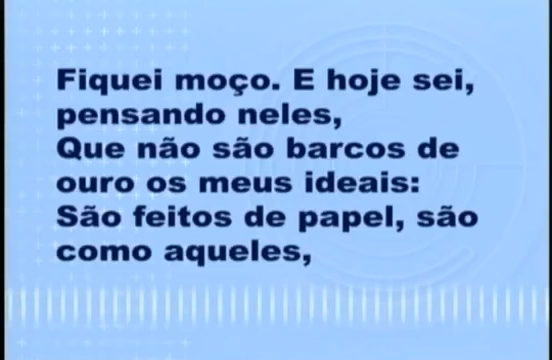 Fiquei moço. E hoje sei,
pensando neles,
Que não são barcos de
ouro os meus ideais:
São feitos de papel, são
como aqueles,